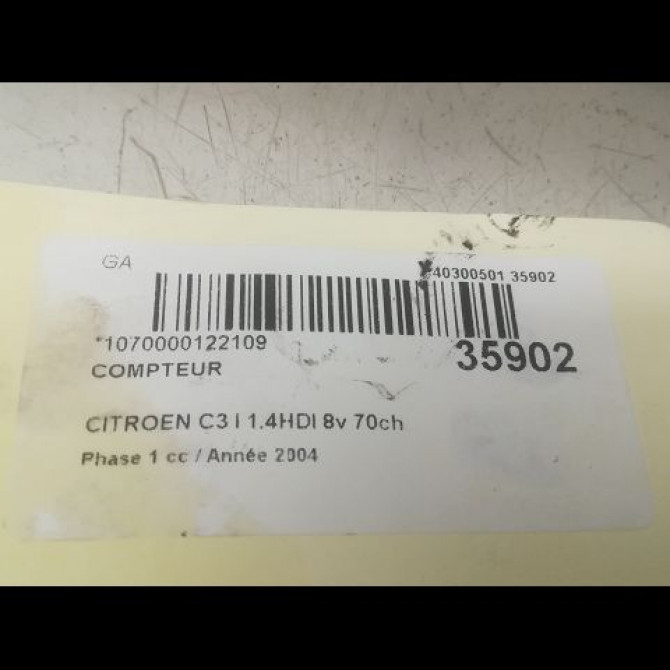 GA
40300501 35902
*1070000122109
35902
COMPTEUR
CITROEN C3 I 1.4HDI 8v 70ch
Phase 1 cc / Année 2004